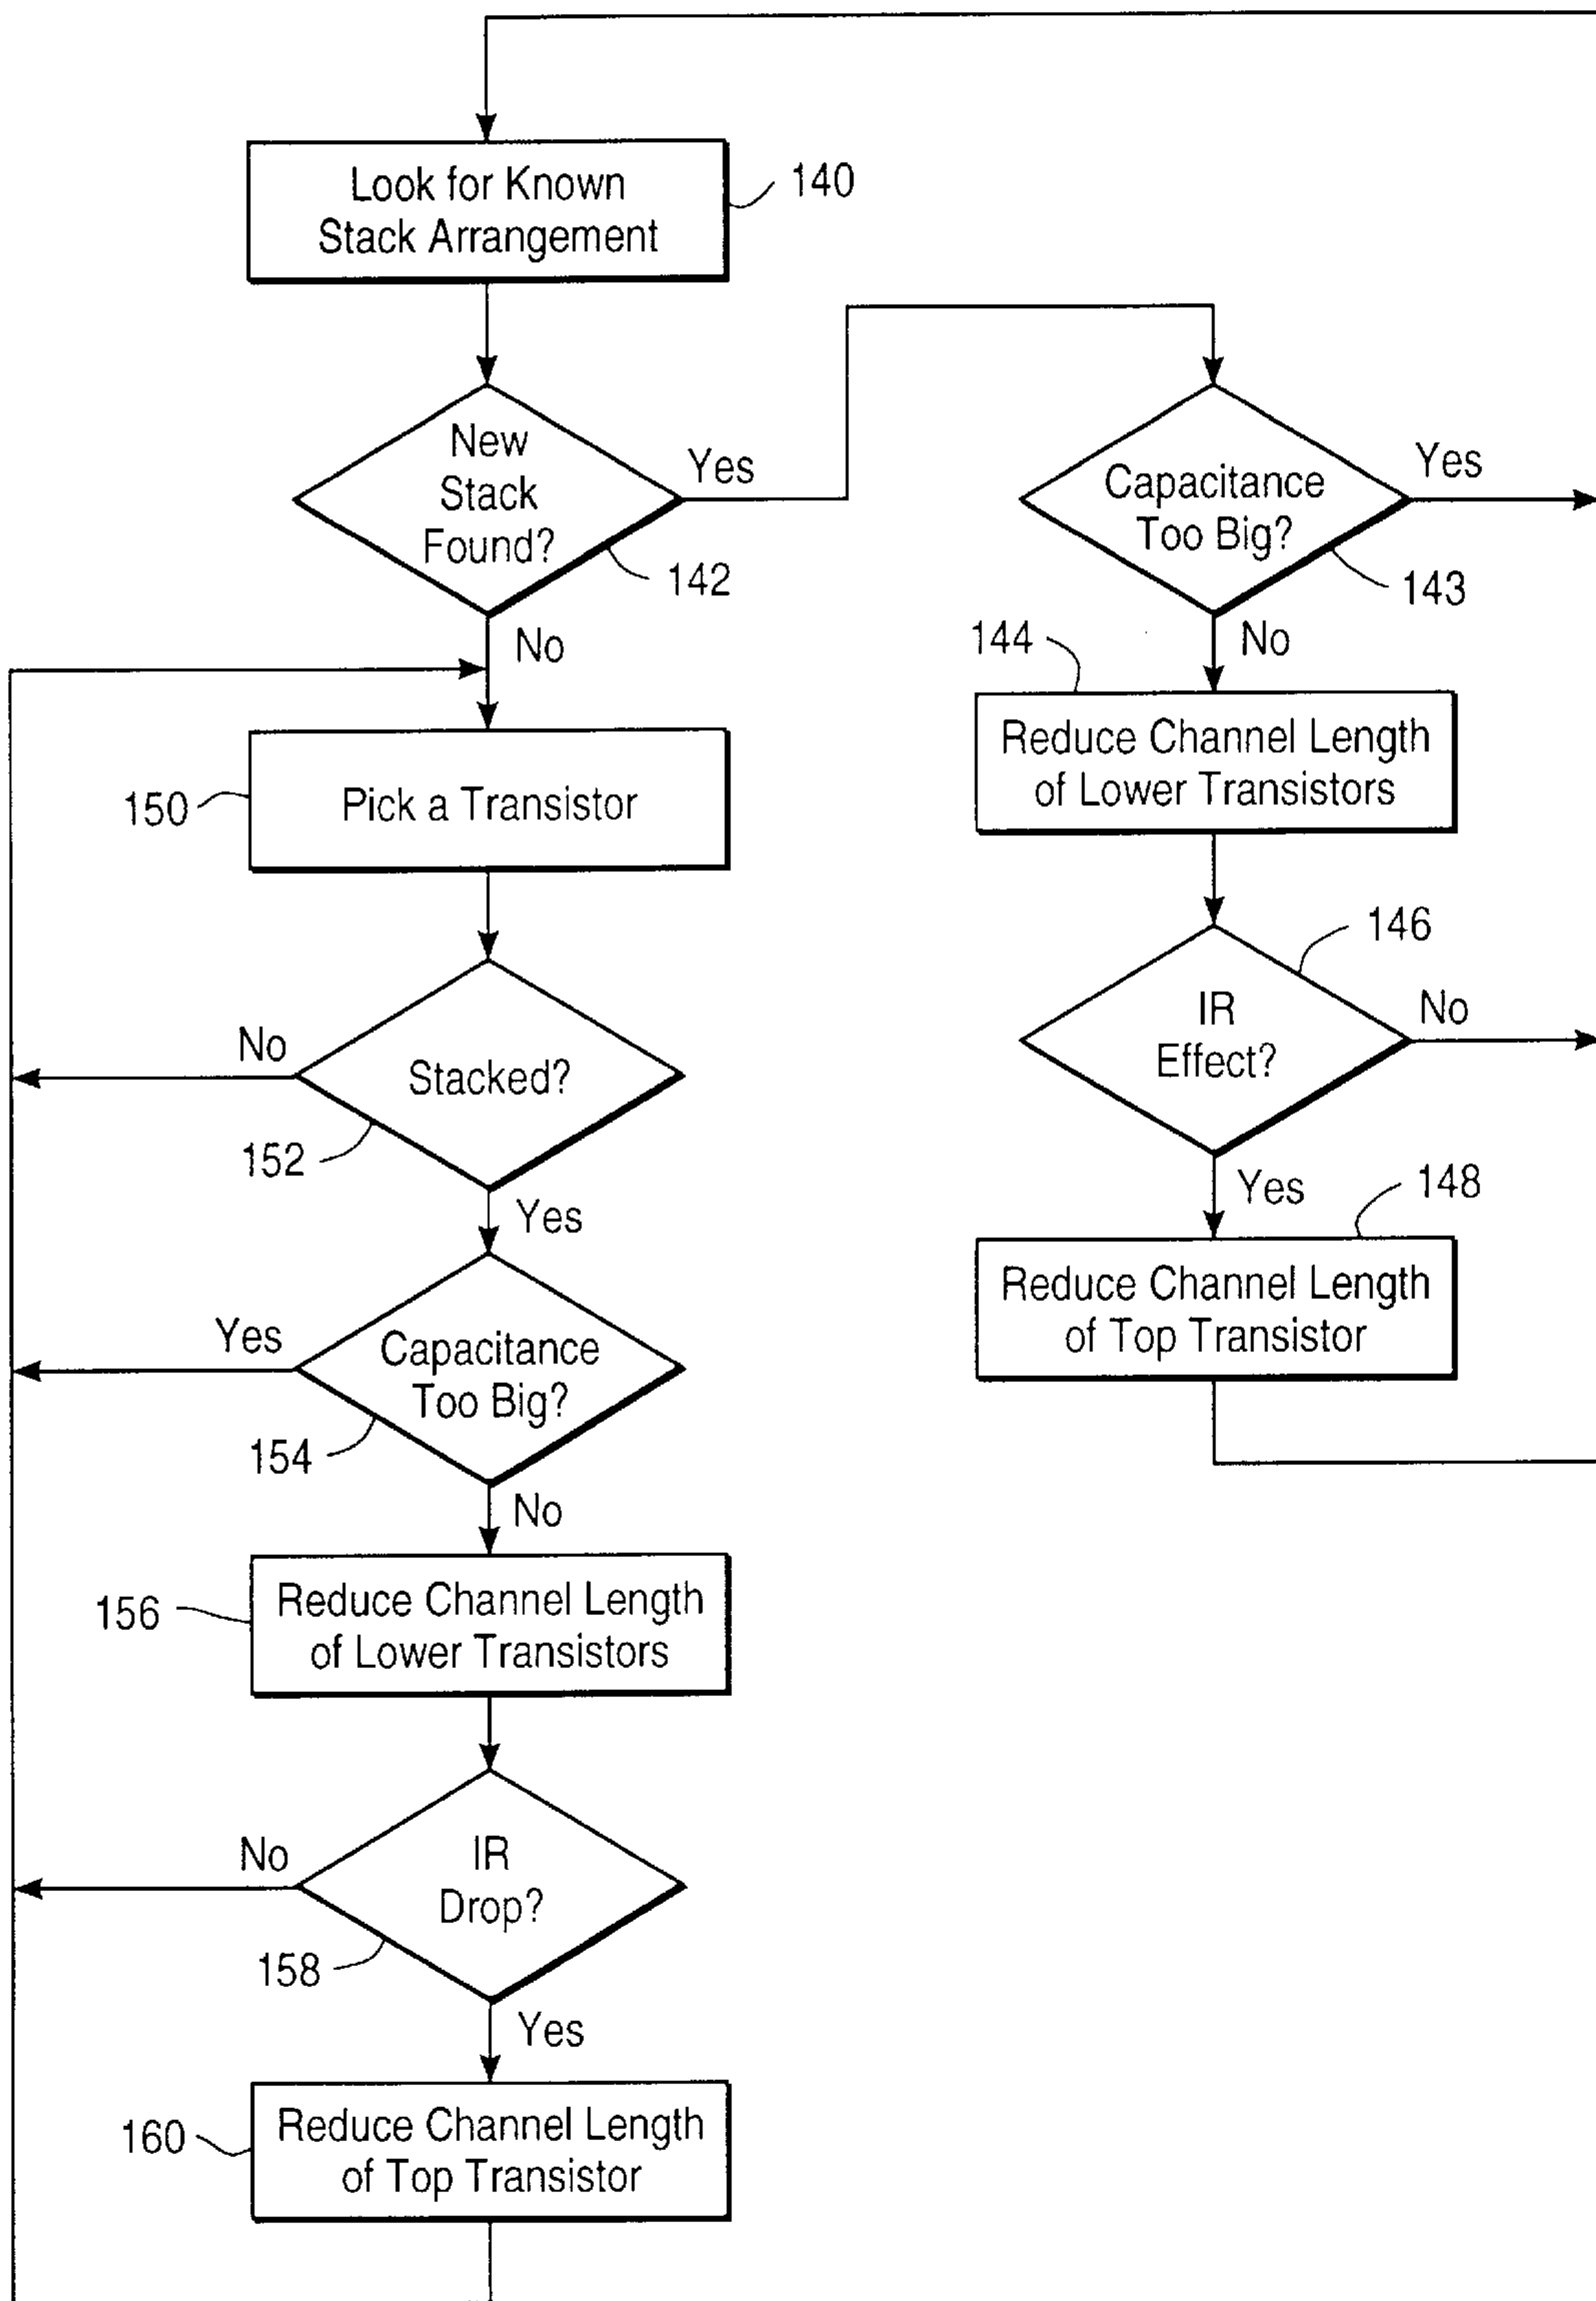 Look for Known
Stack Arrangement
140
New
Stack
Found?
Yes
142
No
Capacitance
Too Big?
Yes
143
No
144
Reduce Channel Length
of Lower Transistors
146
IR
Effect?
No
Yes
148
Reduce Channel Length
of Top Transistor
150
Pick a Transistor
No
Stacked?
152
Yes
Yes
Capacitance
Too Big?
154
No
156
Reduce Channel Length
of Lower Transistors
No
IR
Drop?
158
Yes
160
Reduce Channel Length
of Top Transistor